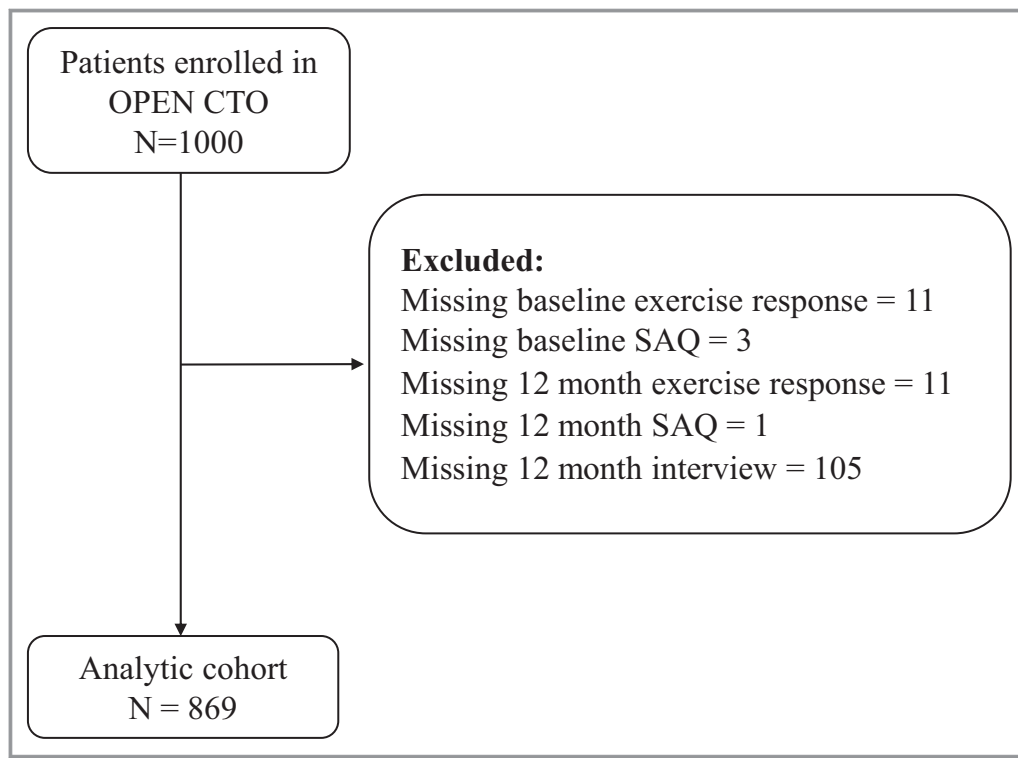 Patients enrolled in
OPEN CTO
N=1000
Excluded:
Missing baseline exercise response = 11
Missing baseline SAQ = 3
Missing 12 month exercise response = 11
Missing 12 month SAQ = 1
Missing 12 month interview = 105
Analytic cohort
N = 869